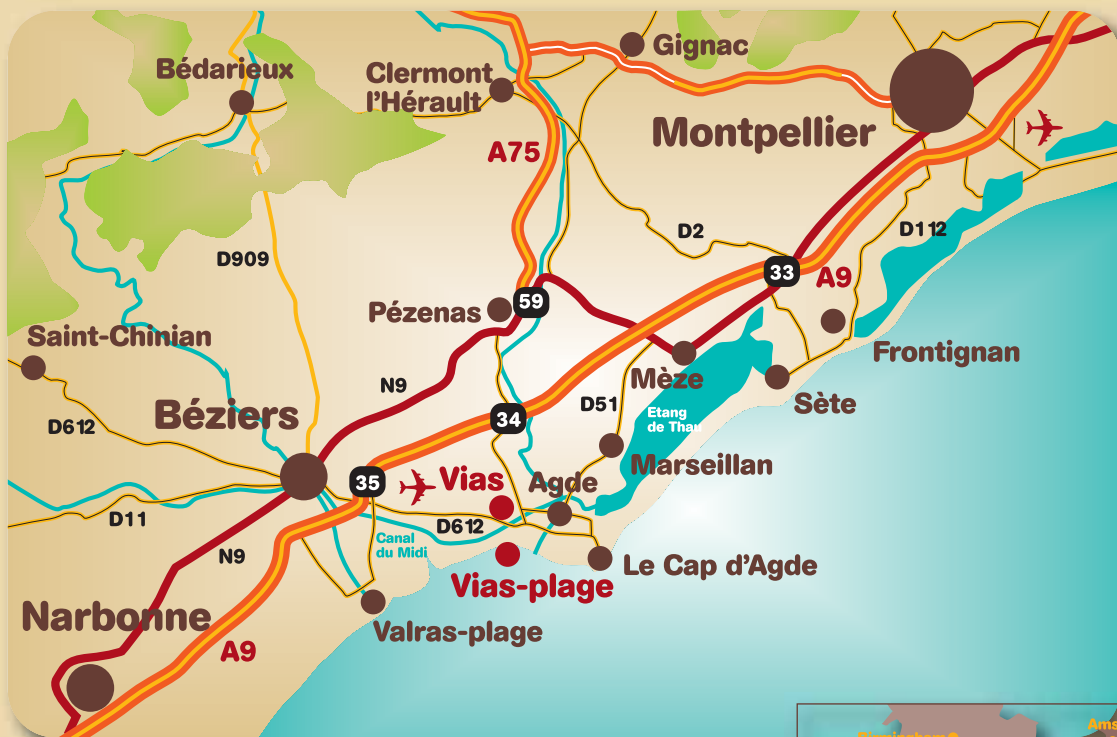 Gignac
Bédarieux
Clermont
l'Hérault
Montpellier
A75
D2
D112
D909
33
A9
59
Pézenas
Saint-Chinian
Frontignan
Mèze
N9
D51
Sète
Béziers
34
Etang
de Thau
D612
Marseillan
35
Vias
Agde
D11
D612
Canal
du Midi
N9
Le Cap d'Agde
Vias-plage
Narbonne
Valras-plage
A9
Birmingham
Ams